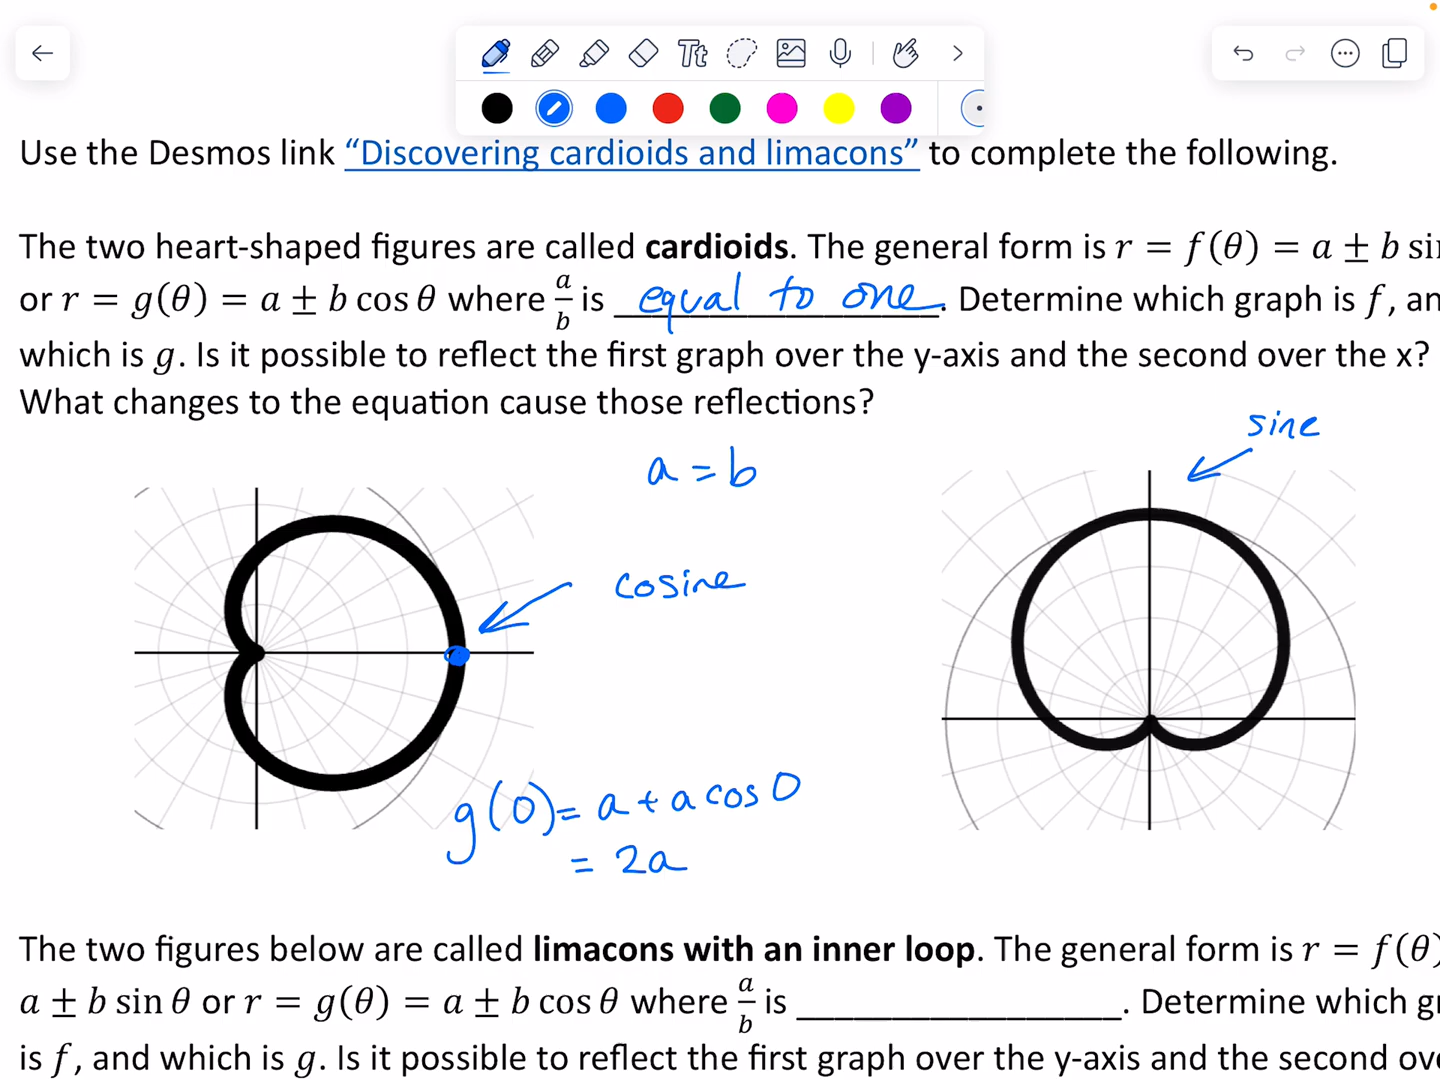 Tt
Use the Desmos link “Discovering cardioids and limacons” to complete the following.
The two heart-shaped figures are called cardioids. The general form is r = f(θ) = a ± b sin
or r = g(θ) = a ± b cos θ where a/b is equal to one. Determine which graph is f, an
which is g. Is it possible to reflect the first graph over the y-axis and the second over the x?
What changes to the equation cause those reflections?
sine
a = b
cosine
g(0) = a + a cos 0
= 2a
The two figures below are called limacons with an inner loop. The general form is r = f(θ)
a ± b sin θ or r = g(θ) = a ± b cos θ where a/b is __________________. Determine which gr
is f, and which is g. Is it possible to reflect the first graph over the y-axis and the second ove